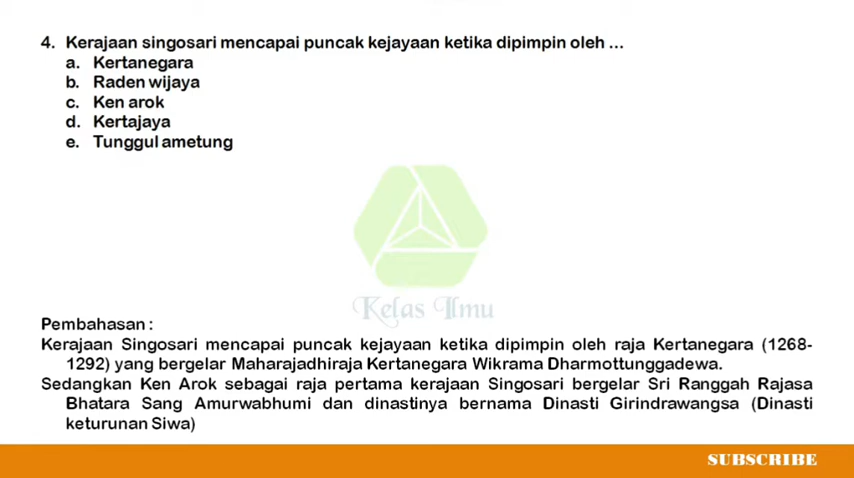 4. Kerajaan singosari mencapai puncak kejayaan ketika dipimpin oleh ...
a. Kertanegara
b. Raden wijaya
c. Ken arok
d. Kertajaya
e. Tunggul ametung
Kelas Ilmu
Pembahasan :
Kerajaan Singosari mencapai puncak kejayaan ketika dipimpin oleh raja Kertanegara (1268-
1292) yang bergelar Maharajadhiraja Kertanegara Wikrama Dharmottunggadewa.
Sedangkan Ken Arok sebagai raja pertama kerajaan Singosari bergelar Sri Ranggah Rajasa
Bhatara Sang Amurwabhumi dan dinastinya bernama Dinasti Girindrawangsa (Dinasti
keturunan Siwa)
SUBSCRIBE